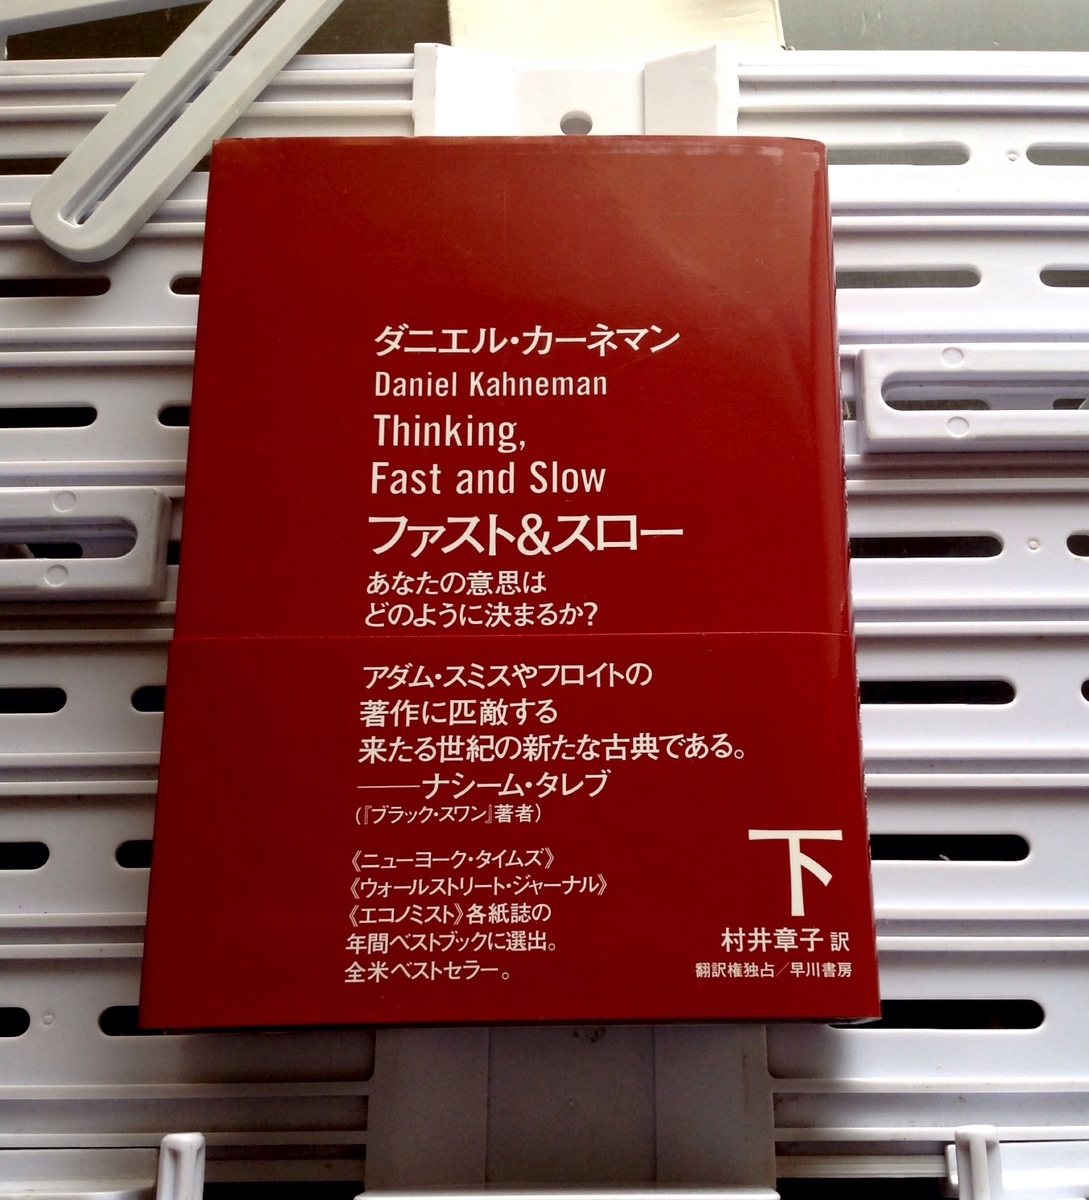 ダニエル・カーネマン
Daniel Kahneman
Thinking,
Fast and Slow
ファスト&スロー
あなたの意思は
どのように決まるか?
アダム・スミスやフロイトの
著作に匹敵する
来たる世紀の新たな古典である。
――ナシーム・タレブ
(『ブラック・スワン』著者)
《ニューヨーク・タイムズ》
《ウォールストリート・ジャーナル》
《エコノミスト》各紙誌の
年間ベストブックに選出。
全米ベストセラー。
下
村井章子 訳
翻訳権独占/早川書房